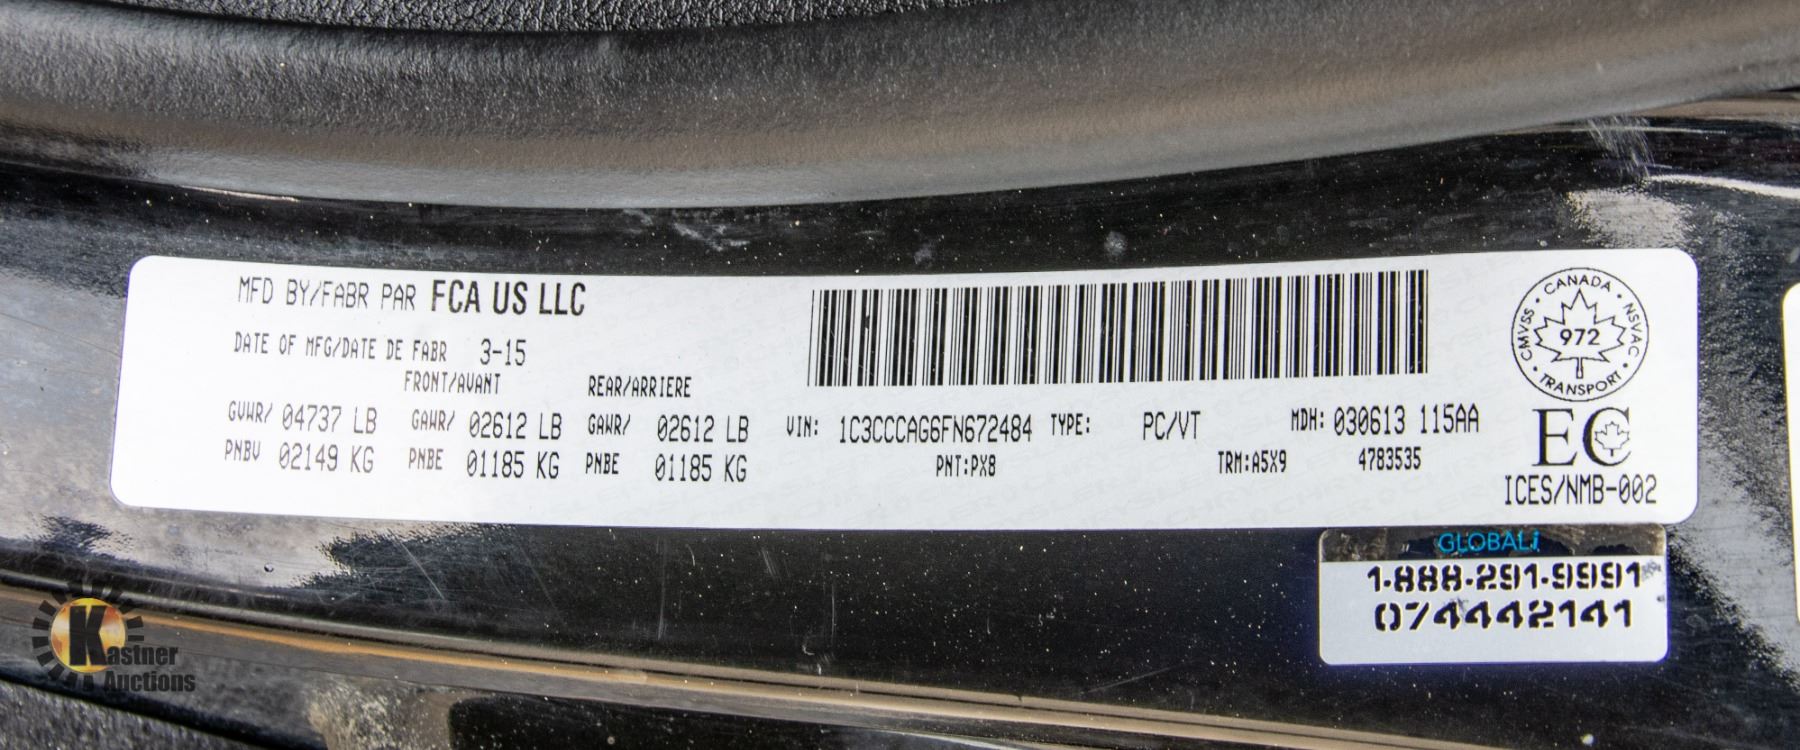 MFD BY/FABR PAR FCA US LLC
DATE OF MFG/DATE DE FABR 3-15
FRONT/AVANT REAR/ARRIERE
GVWR/ 04737 LB GAWR/ 02612 LB GAWR/ 02612 LB
PNBV 02149 KG PNBE 01185 KG PNBE 01185 KG
VIN: 1C3CCCAG6FN672484 TYPE: PC/VT MDH: 030613 115AA
PNT:PX8 TRM:A5X9 4783535
CANADA
CMVSS NSVAC
972
TRANSPORT
EC
ICES/NMB-002
GLOBALi
1-888-291-9991
074442141
Kastner
Auctions